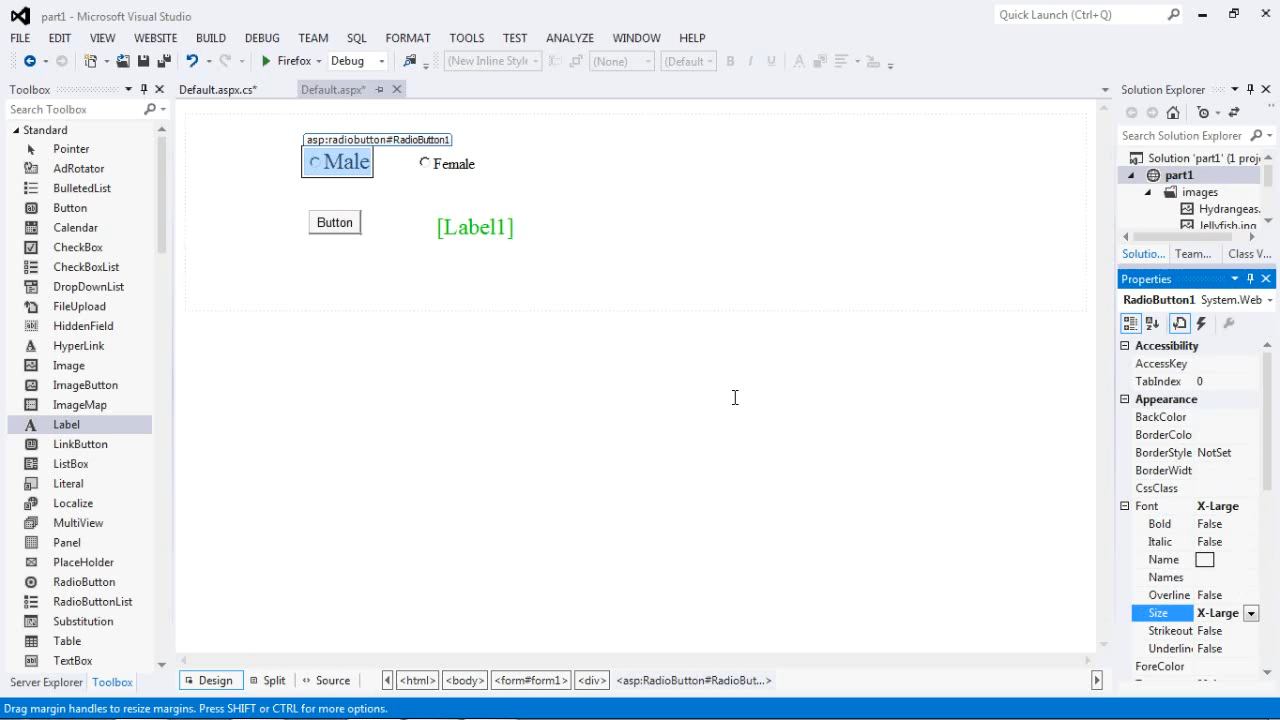 part1 - Microsoft Visual Studio
Quick Launch (Ctrl+Q)
FILE EDIT VIEW WEBSITE BUILD DEBUG TEAM SQL FORMAT TOOLS TEST ANALYZE WINDOW HELP
Firefox Debug (New Inline Style (None) (Default B I U A
Toolbox
Default.aspx.cs* Default.aspx*
Solution Explorer
Search Toolbox
Search Solution Explorer
Standard
Pointer
AdRotator
BulletedList
Button
Calendar
CheckBox
CheckBoxList
DropDownList
FileUpload
HiddenField
HyperLink
Image
ImageButton
ImageMap
Label
LinkButton
ListBox
Literal
Localize
MultiView
Panel
PlaceHolder
RadioButton
RadioButtonList
Substitution
Table
TextBox
Server Explorer Toolbox
asp:radiobutton#RadioButton1
Male Female
Button [Label1]
Design Split Source <html> <body> <form#form1> <div> <asp:RadioButton#RadioBut...>
Solution 'part1' (1 proj
part1
images
Hydrangeas.
Jellyfish.jpg
Solutio... Team... Class V...
Properties
RadioButton1 System.Web
Accessibility
AccessKey
TabIndex 0
Appearance
BackColor
BorderColo
BorderStyle NotSet
BorderWidt
CssClass
Font X-Large
Bold False
Italic False
Name
Names
Overline False
Size X-Large
Strikeout False
Underlin False
ForeColor
Drag margin handles to resize margins. Press SHIFT or CTRL for more options.